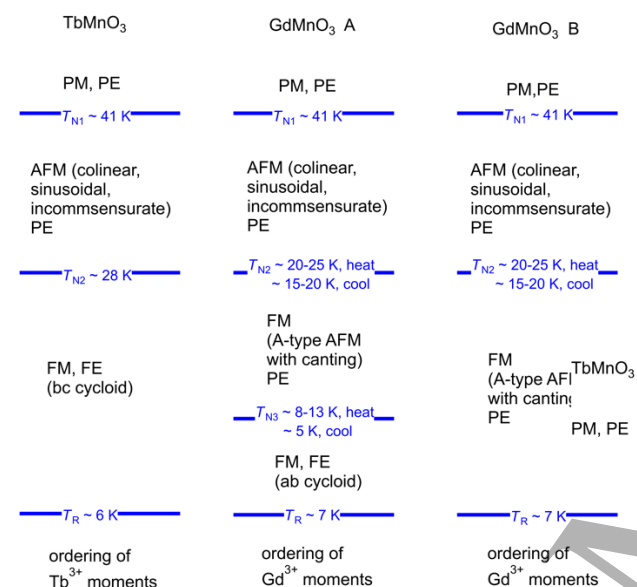 TbMnO3
PM, PE
TN1 ~ 41 K
AFM (colinear,
sinusoidal,
incommsensurate)
PE
TN2 ~ 28 K
FM, FE
(bc cycloid)
TR ~ 6 K
ordering of
Tb3+ moments
GdMnO3 A
PM, PE
TN1 ~ 41 K
AFM (colinear,
sinusoidal,
incommsensurate)
PE
TN2 ~ 20-25 K, heat
~ 15-20 K, cool
FM
(A-type AFM
with canting)
PE
TN3 ~ 8-13 K, heat
~ 5 K, cool
FM, FE
(ab cycloid)
TR ~ 7 K
ordering of
Gd3+ moments
GdMnO3 B
PM,PE
TN1 ~ 41 K
AFM (colinear,
sinusoidal,
incommsensurate)
PE
TN2 ~ 20-25 K, heat
~ 15-20 K, cool
FM
(A-type AF
with canting
PE
TbMnO3
PM, PE
TR ~ 7 K
ordering of
Gd3+ moments